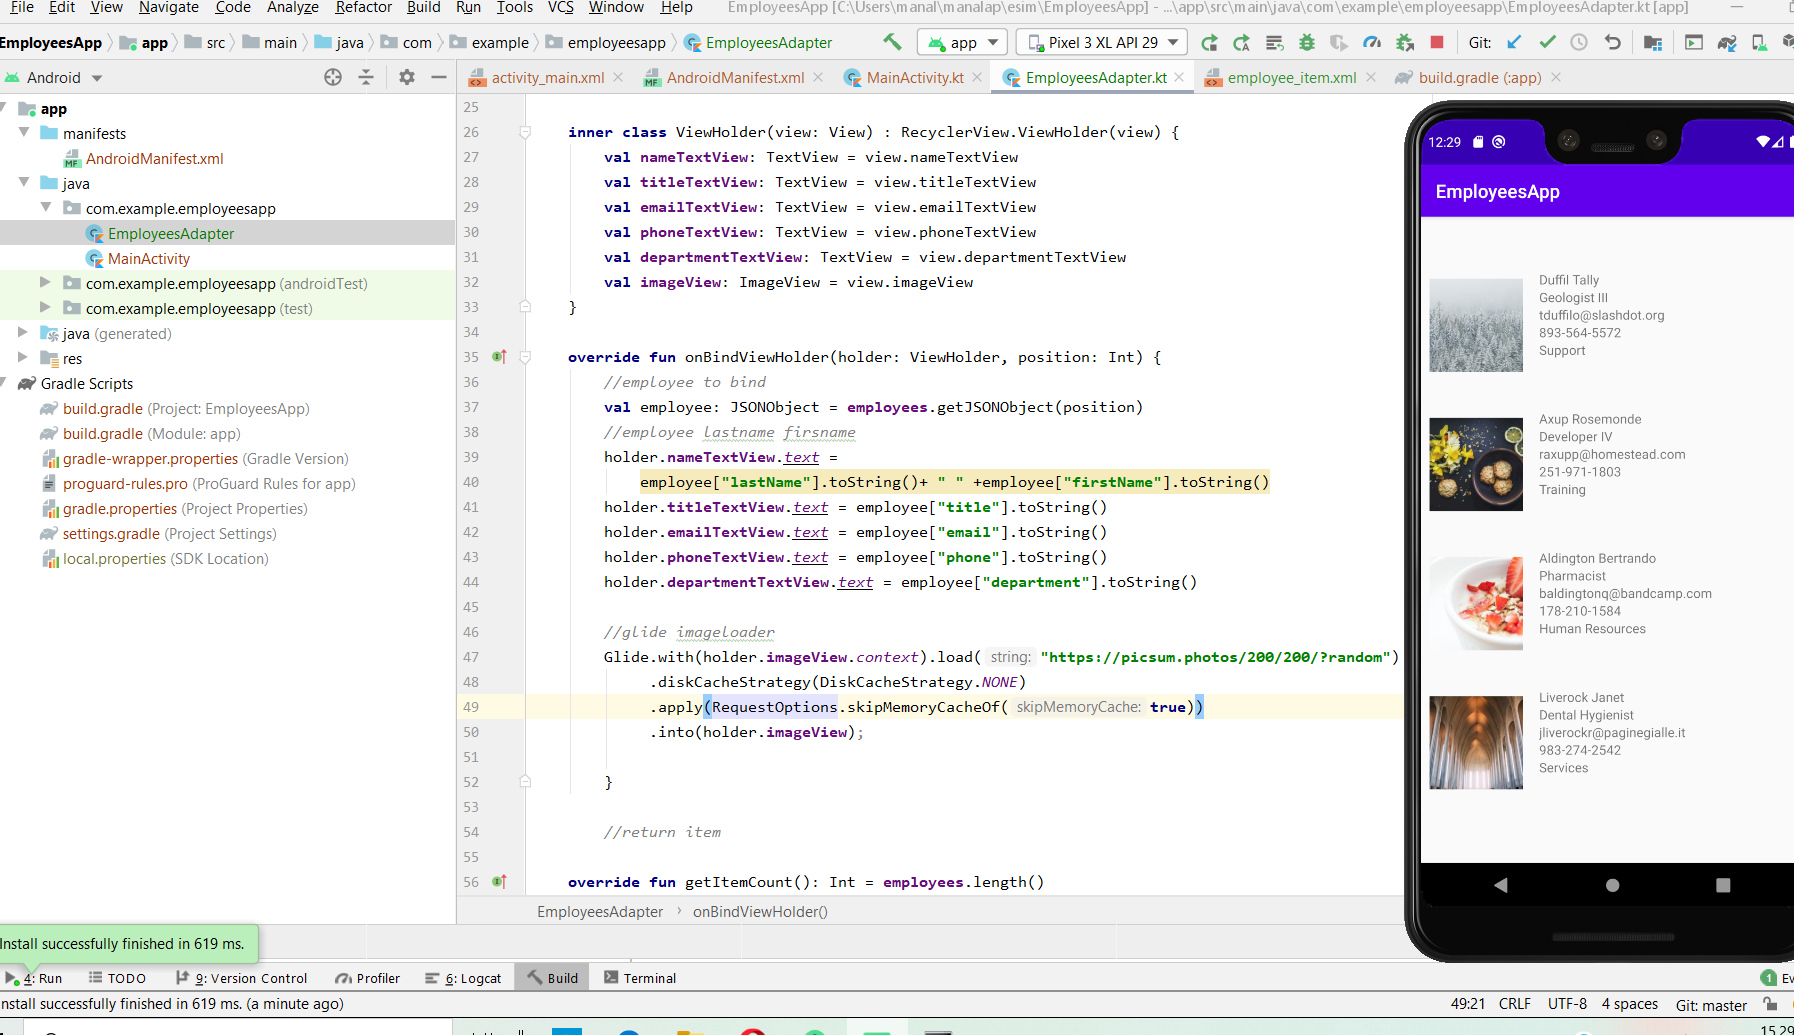 File Edit View Navigate Code Analyze Refactor Build Run Tools VCS Window Help EmployeesApp [C:\Users\manal\manalap\esim\EmployeesApp] - ...\app\src\main\java\com\example\employeesapp\EmployeesAdapter.kt [app]
EmployeesApp app src main java com example employeesapp EmployeesAdapter app Pixel 3 XL API 29 Git:
Android
activity_main.xml AndroidManifest.xml MainActivity.kt EmployeesAdapter.kt employee_item.xml build.gradle (:app)
app
manifests
AndroidManifest.xml
java
com.example.employeesapp
EmployeesAdapter
MainActivity
com.example.employeesapp (androidTest)
com.example.employeesapp (test)
java (generated)
res
Gradle Scripts
build.gradle (Project: EmployeesApp)
build.gradle (Module: app)
gradle-wrapper.properties (Gradle Version)
proguard-rules.pro (ProGuard Rules for app)
gradle.properties (Project Properties)
settings.gradle (Project Settings)
local.properties (SDK Location)
25
26 inner class ViewHolder(view: View) : RecyclerView.ViewHolder(view) {
27 val nameTextView: TextView = view.nameTextView
28 val titleTextView: TextView = view.titleTextView
29 val emailTextView: TextView = view.emailTextView
30 val phoneTextView: TextView = view.phoneTextView
31 val departmentTextView: TextView = view.departmentTextView
32 val imageView: ImageView = view.imageView
33 }
34
35 override fun onBindViewHolder(holder: ViewHolder, position: Int) {
36 //employee to bind
37 val employee: JSONObject = employees.getJSONObject(position)
38 //employee lastname firsname
39 holder.nameTextView.text =
40 employee["lastName"].toString()+ " " +employee["firstName"].toString()
41 holder.titleTextView.text = employee["title"].toString()
42 holder.emailTextView.text = employee["email"].toString()
43 holder.phoneTextView.text = employee["phone"].toString()
44 holder.departmentTextView.text = employee["department"].toString()
45
46 //glide imageloader
47 Glide.with(holder.imageView.context).load( string: "https://picsum.photos/200/200/?random")
48 .diskCacheStrategy(DiskCacheStrategy.NONE)
49 .apply(RequestOptions.skipMemoryCacheOf( skipMemoryCache: true))
50 .into(holder.imageView);
51
52 }
53
54 //return item
55
56 override fun getItemCount(): Int = employees.length()
EmployeesAdapter › onBindViewHolder()
12:29
EmployeesApp
Duffil Tally
Geologist III
tduffilo@slashdot.org
893-564-5572
Support
Axup Rosemonde
Developer IV
raxupp@homestead.com
251-971-1803
Training
Aldington Bertrando
Pharmacist
baldingtonq@bandcamp.com
178-210-1584
Human Resources
Liverock Janet
Dental Hygienist
jliverockr@paginegialle.it
983-274-2542
Services
Install successfully finished in 619 ms.
4: Run TODO 9: Version Control Profiler 6: Logcat Build Terminal 1 Ev
nstall successfully finished in 619 ms. (a minute ago) 49:21 CRLF UTF-8 4 spaces Git: master
15.29